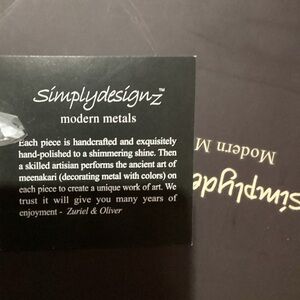 Simplydesignz™
modern metals
Each piece is handcrafted and exquisitely
hand-polished to a shimmering shine. Then
a skilled artisian performs the ancient art of
meenakari (decorating metal with colors) on
each piece to create a unique work of art. We
trust it will give you many years of
enjoyment - Zuriel & Oliver
Modern M
Simplyde